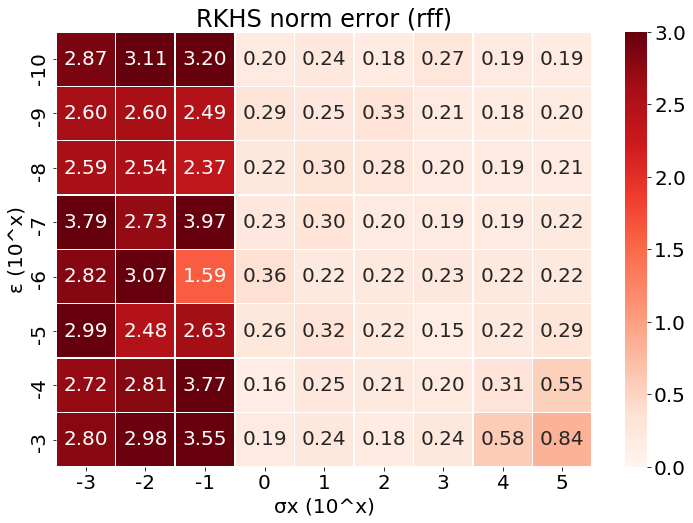 RKHS norm error (rff)
ε (10^x)
-10 2.87 3.11 3.20 0.20 0.24 0.18 0.27 0.19 0.19
-9 2.60 2.60 2.49 0.29 0.25 0.33 0.21 0.18 0.20
-8 2.59 2.54 2.37 0.22 0.30 0.28 0.20 0.19 0.21
-7 3.79 2.73 3.97 0.23 0.30 0.20 0.19 0.19 0.22
-6 2.82 3.07 1.59 0.36 0.22 0.22 0.23 0.22 0.22
-5 2.99 2.48 2.63 0.26 0.32 0.22 0.15 0.22 0.29
-4 2.72 2.81 3.77 0.16 0.25 0.21 0.20 0.31 0.55
-3 2.80 2.98 3.55 0.19 0.24 0.18 0.24 0.58 0.84
-3 -2 -1 0 1 2 3 4 5
σx (10^x)
3.0
2.5
2.0
1.5
1.0
0.5
0.0